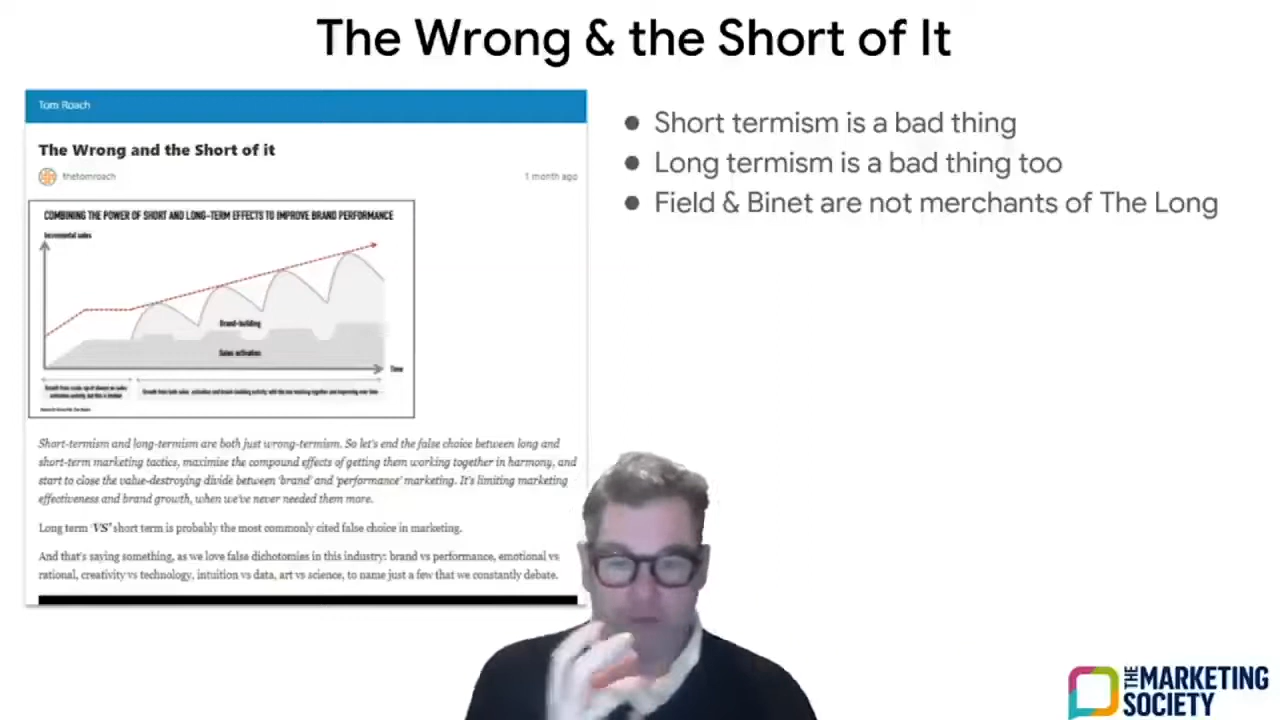 The Wrong & the Short of It
Tom Roach
The Wrong and the Short of it
thetomroach
1 month ago
COMBINING THE POWER OF SHORT AND LONG-TERM EFFECTS TO IMPROVE BRAND PERFORMANCE
Incremental sales
Brand-building
Sales activation
Time
Short-termism and long-termism are both just wrong-termism. So let's end the false choice between long and
short-term marketing tactics, maximise the compound effects of getting them working together in harmony, and
start to close the value-destroying divide between 'brand' and 'performance' marketing. It's limiting marketing
effectiveness and brand growth, when we've never needed them more.
Long term 'VS' short term is probably the most commonly cited false choice in marketing.
And that's saying something, as we love false dichotomies in this industry: brand vs performance, emotional vs
rational, creativity vs technology, intuition vs data, art vs science, to name just a few that we constantly debate.
● Short termism is a bad thing
● Long termism is a bad thing too
● Field & Binet are not merchants of The Long
THE MARKETING
SOCIETY